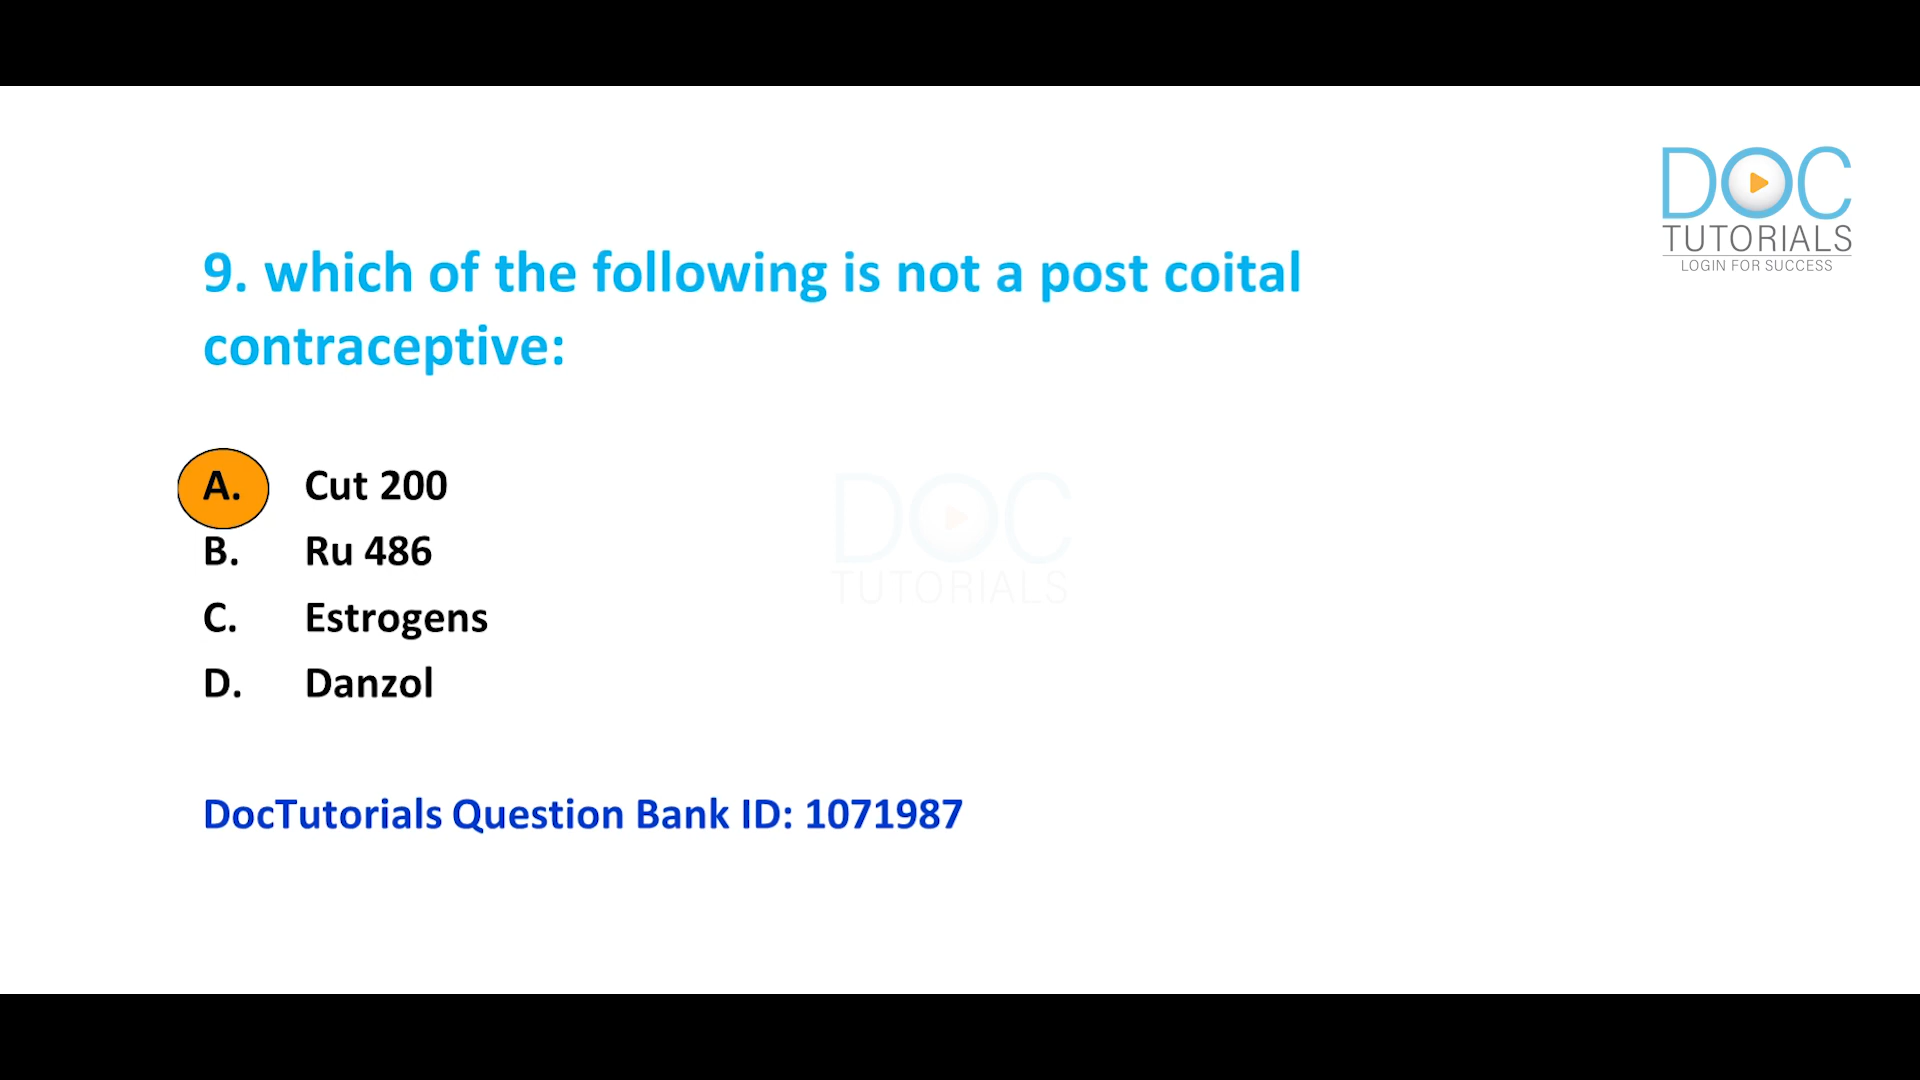 DOC
TUTORIALS
LOGIN FOR SUCCESS
9. which of the following is not a post coital
contraceptive:
A. Cut 200
B. Ru 486
C. Estrogens
D. Danzol
DOC
TUTORIALS
DocTutorials Question Bank ID: 1071987